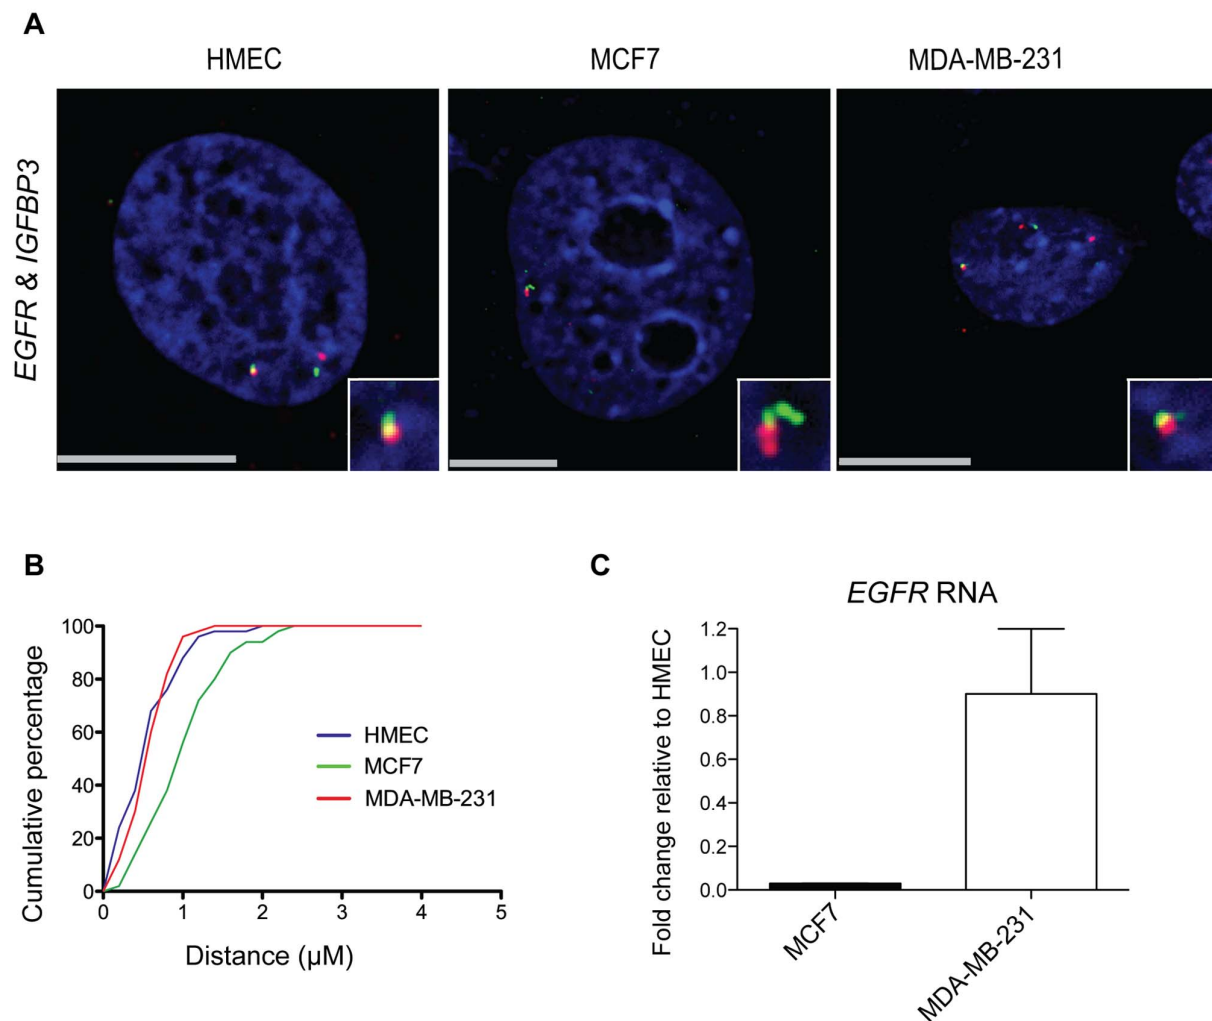 A
HMEC
MCF7
MDA-MB-231
EGFR & IGFBP3
B
100
80
60
40
20
0
0
1
2
3
4
5
Cumulative percentage
Distance (µM)
HMEC
MCF7
MDA-MB-231
C
EGFR RNA
Fold change relative to HMEC
1.2
1.0
0.8
0.6
0.4
0.2
0.0
MCF7
MDA-MB-231